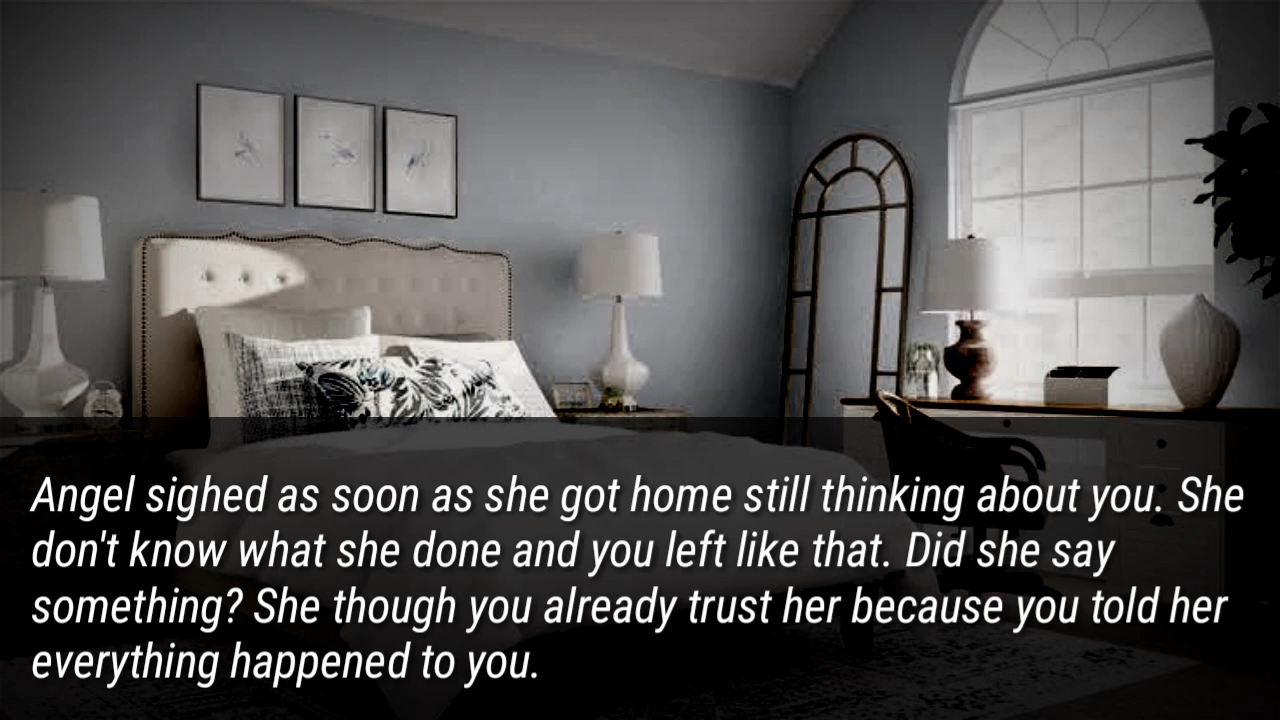 Angel sighed as soon as she got home still thinking about you. She
don't know what she done and you left like that. Did she say
something? She though you already trust her because you told her
everything happened to you.